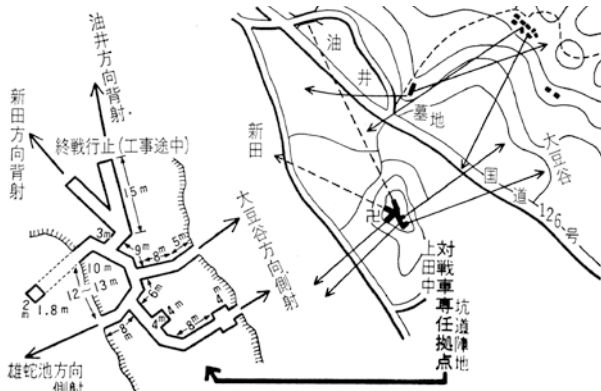 油井方向背射
新田方向背射
終戦行止(工事途中)
15m
3m
9m
8m
5m
大豆谷方向側射
10m
12
13m
6m
2m
1.8m
8m
4m
4m
8m
4
雄蛇池方向側射
油井
新田
墓地
大豆谷
国道126号
卍
上田中
対戦車専任拠点
坑道陣地